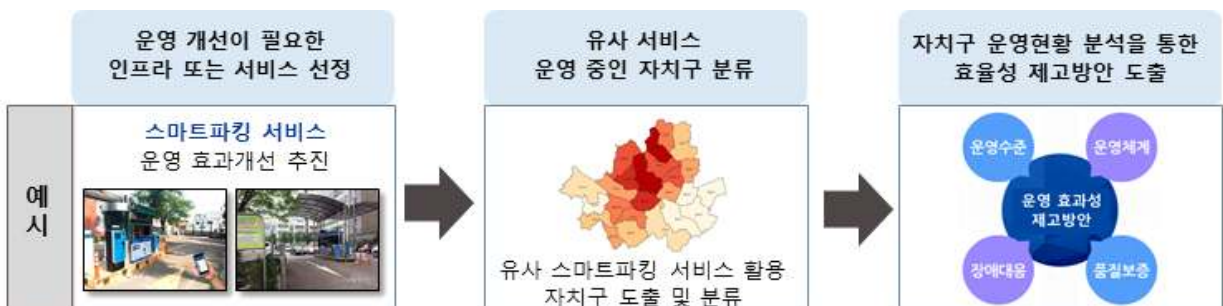 운영 개선이 필요한
인프라 또는 서비스 선정
유사 서비스
운영 중인 자치구 분류
자치구 운영현황 분석을 통한
효율성 제고방안 도출
예
시
스마트파킹 서비스
운영 효과개선 추진
유사 스마트파킹 서비스 활용
자치구 도출 및 분류
운영수준
운영체계
운영 효과성
제고방안
장애대응
품질보증